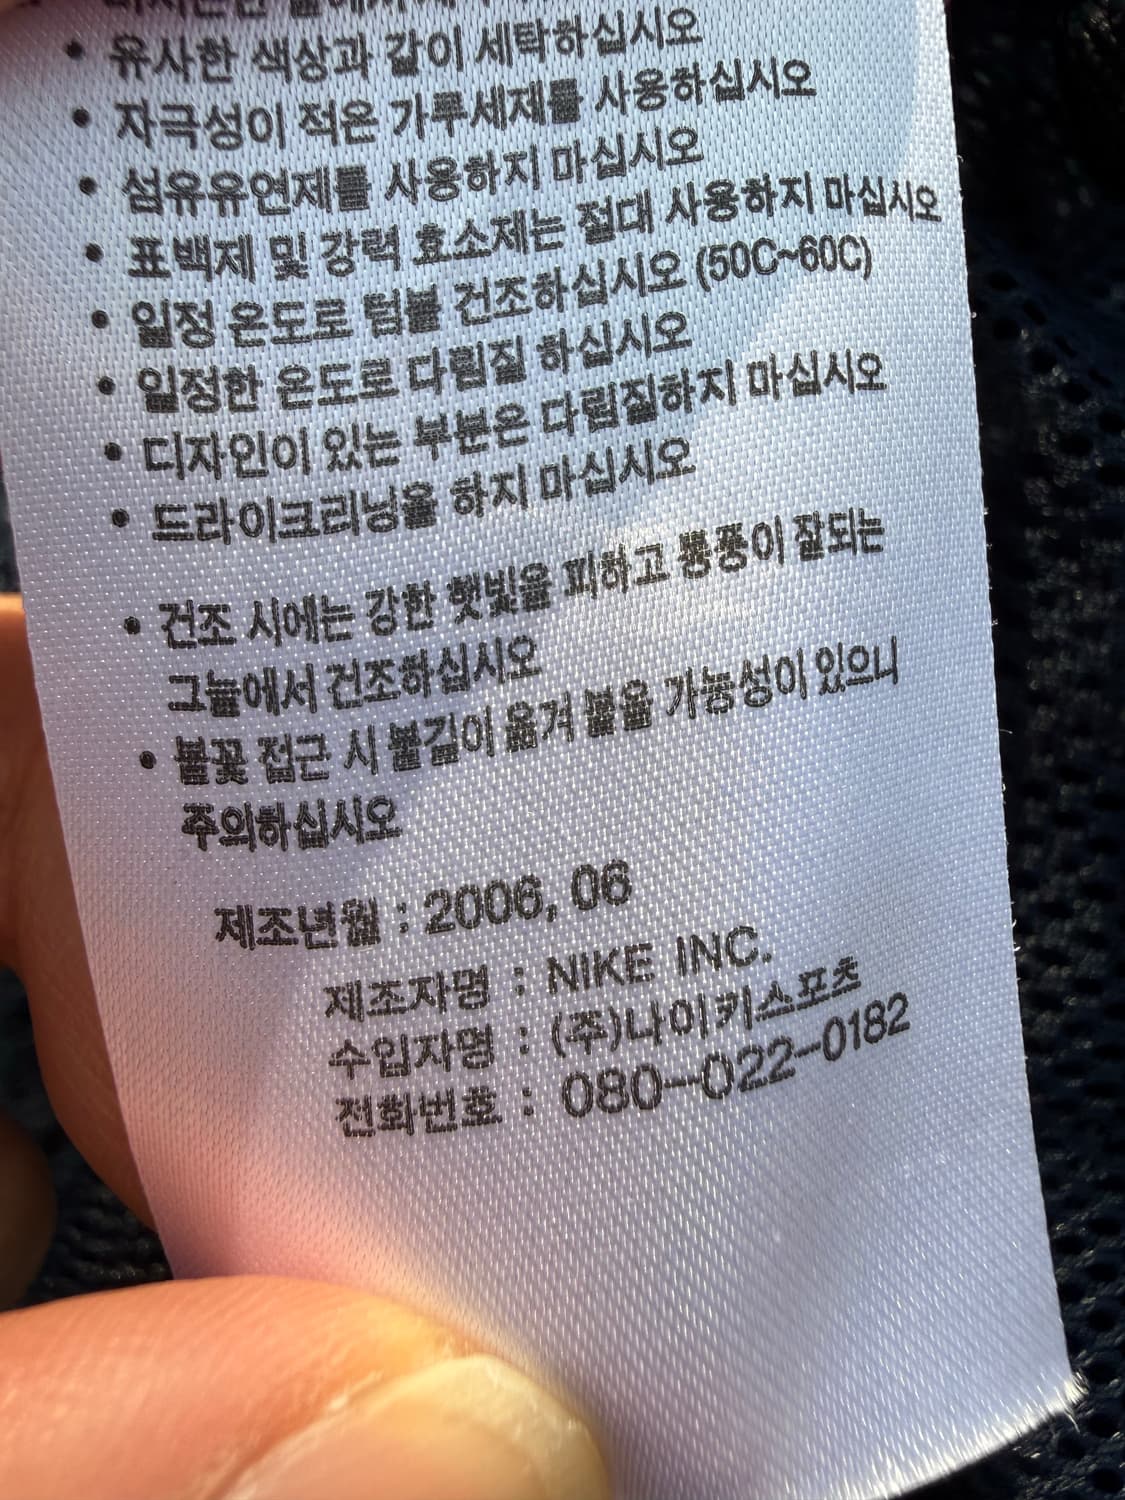 • 유사한 색상과 같이 세탁하십시오
• 자극성이 적은 가루세제를 사용하십시오
• 섬유유연제를 사용하지 마십시오
• 표백제 및 강력 효소제는 절대 사용하지 마십시오
• 일정 온도로 텀블 건조하십시오 (50C~60C)
• 일정한 온도로 다림질 하십시오
• 디자인이 있는 부분은 다림질하지 마십시오
• 드라이크리닝을 하지 마십시오
• 건조 시에는 강한 햇빛을 피하고 통풍이 잘되는
그늘에서 건조하십시오
• 불꽃 접근 시 불길이 옮겨 붙을 가능성이 있으니
주의하십시오
제조년월 : 2006, 06
제조자명 : NIKE INC.
수입자명 : (주)나이키스포츠
전화번호 : 080-022-0182